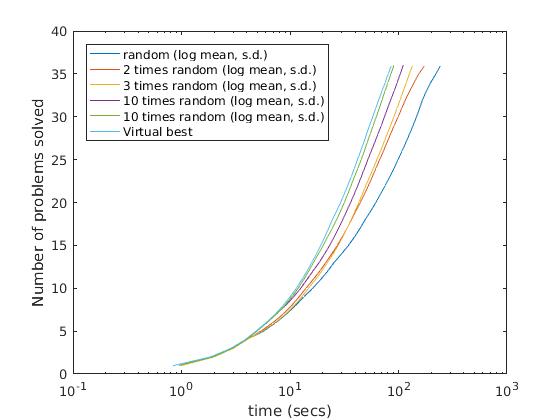 40
35
30
25
20
15
10
5
0
Number of problems solved
random (log mean, s.d.)
2 times random (log mean, s.d.)
3 times random (log mean, s.d.)
10 times random (log mean, s.d.)
10 times random (log mean, s.d.)
Virtual best
10-1 100 101 102 103
time (secs)